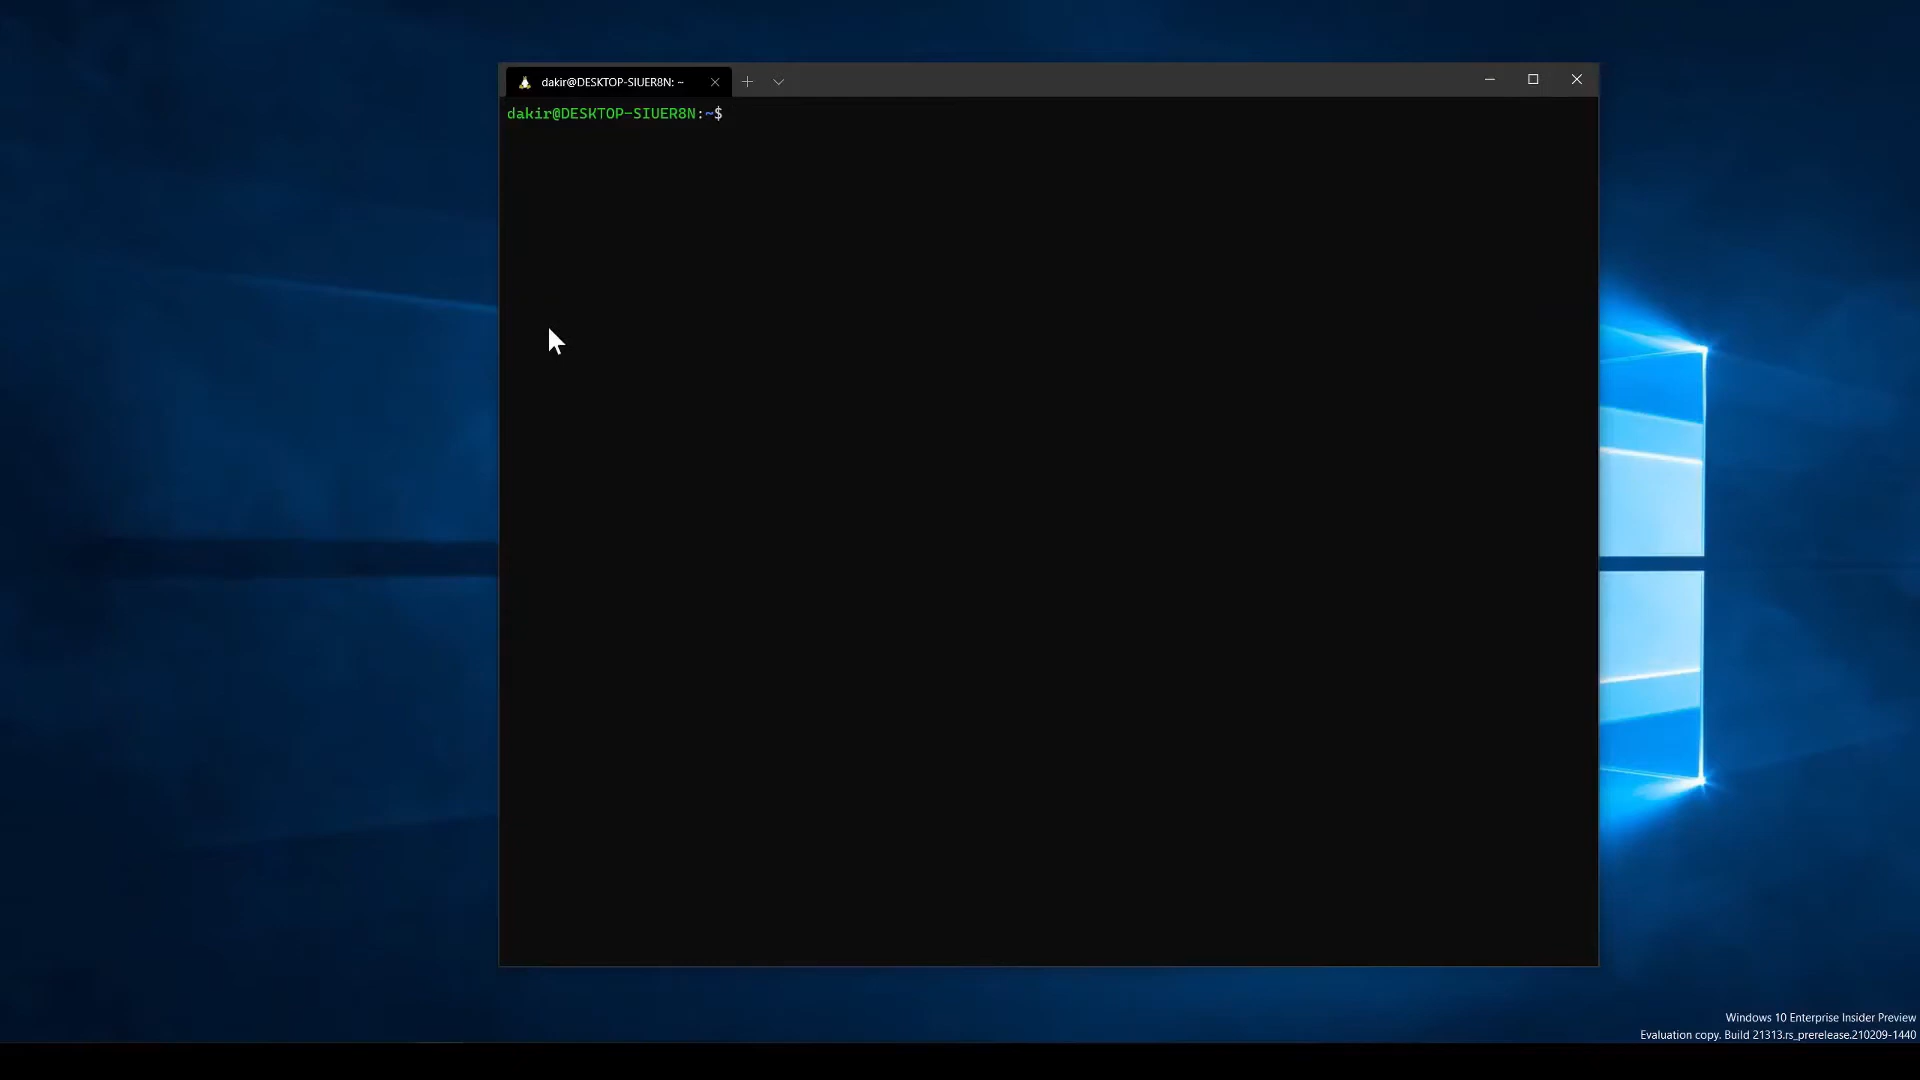 dakir@DESKTOP-SIUER8N: ~
dakir@DESKTOP-SIUER8N:~$
Windows 10 Enterprise Insider Preview
Evaluation copy. Build 21313.rs_prerelease.210209-1440